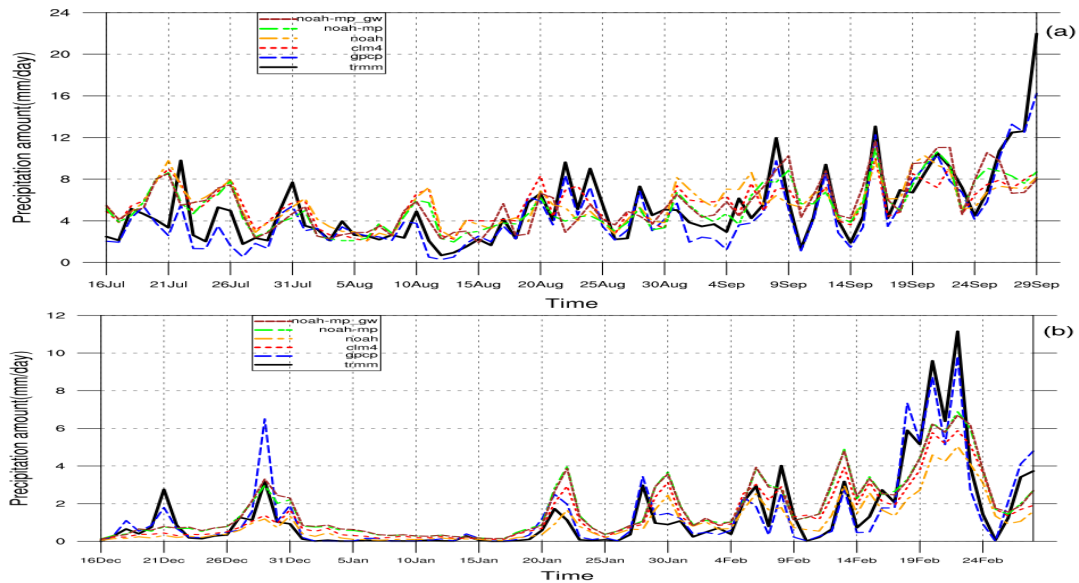 24
20
16
12
8
4
0
Precipitation amount(mm/day)
noah-mp_gw
noah-mp
noah
clm4
gpcp
trmm
(a)
16Jul 21Jul 26Jul 31Jul 5Aug 10Aug 15Aug 20Aug 25Aug 30Aug 4Sep 9Sep 14Sep 19Sep 24Sep 29Sep
Time
12
10
8
6
4
2
0
Precipitation amount(mm/day)
noah-mp_gw
noah-mp
noah
clm4
gpcp
trmm
(b)
16Dec 21Dec 26Dec 31Dec 5Jan 10Jan 15Jan 20Jan 25Jan 30Jan 4Feb 9Feb 14Feb 19Feb 24Feb
Time